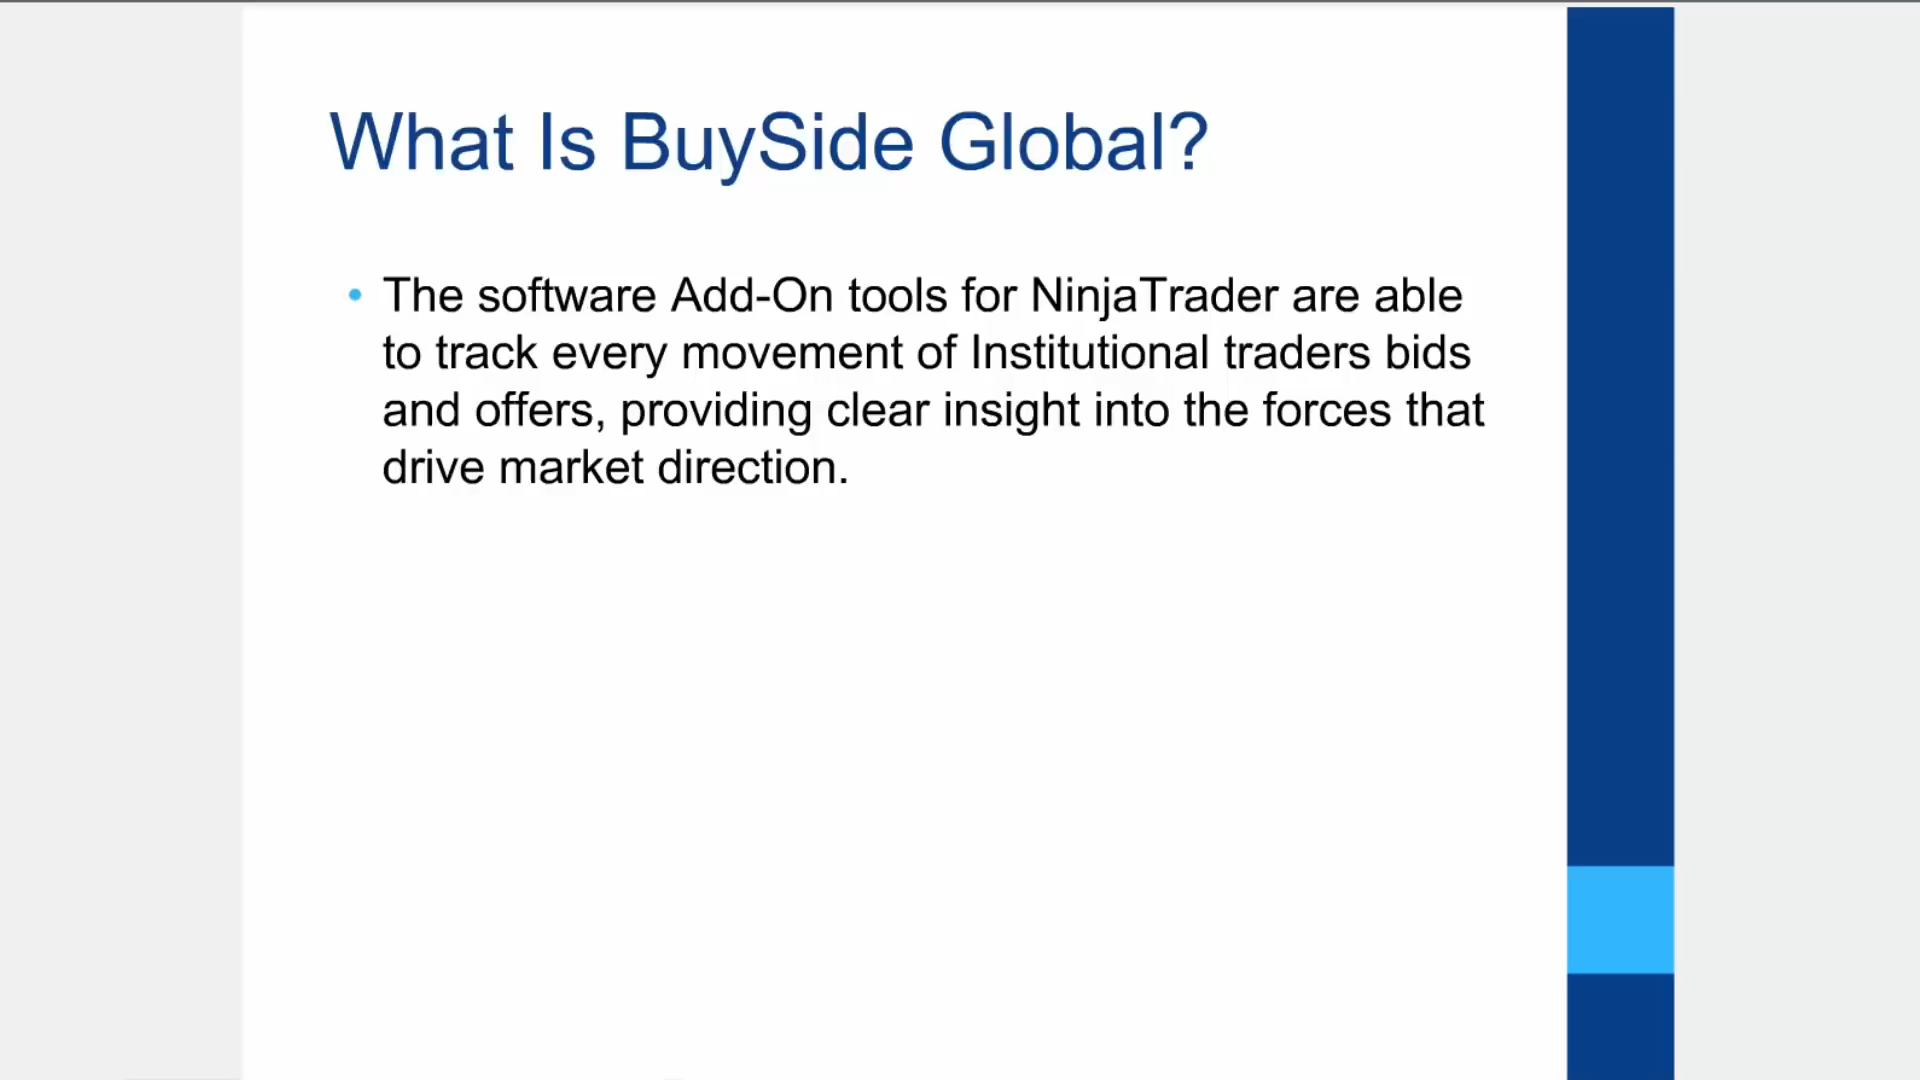 What Is BuySide Global?
• The software Add-On tools for NinjaTrader are able
to track every movement of Institutional traders bids
and offers, providing clear insight into the forces that
drive market direction.